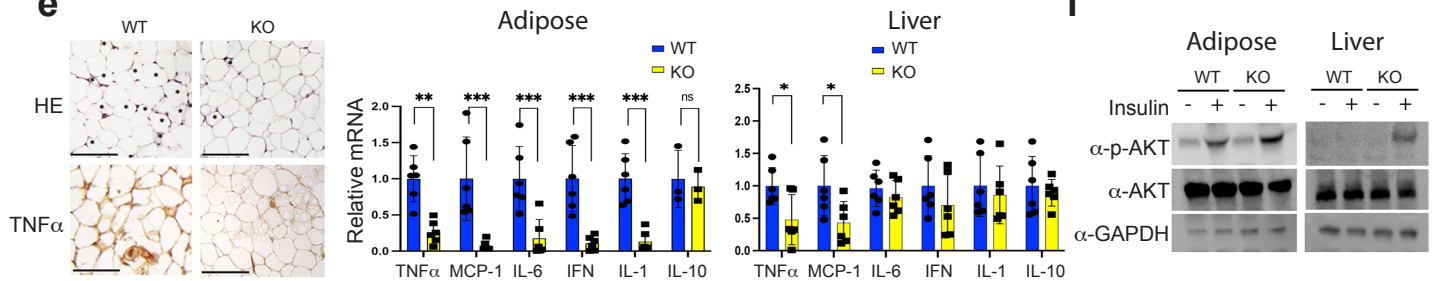 e
WT KO
HE
TNFα
Adipose
WT
KO
Relative mRNA
2.0
1.5
1.0
0.5
0.0
** *** *** *** *** ns
TNFα MCP-1 IL-6 IFN IL-1 IL-10
Liver
WT
KO
2.5
2.0
1.5
1.0
0.5
0.0
* *
TNFα MCP-1 IL-6 IFN IL-1 IL-10
f
Adipose Liver
WT KO WT KO
Insulin - + - + - + - +
α-p-AKT
α-AKT
α-GAPDH